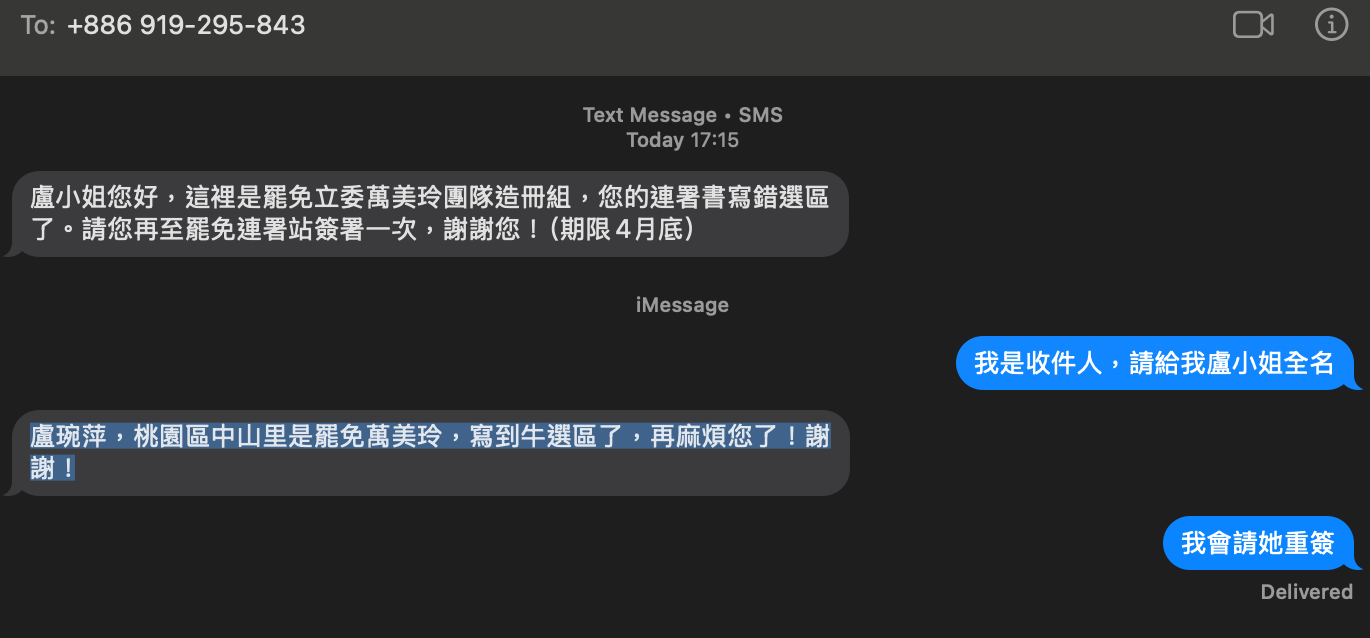 To: +886 919-295-843
Text Message • SMS
Today 17:15
盧小姐您好，這裡是罷免立委萬美玲團隊造冊組，您的連署書寫錯選區
了。請您再至罷免連署站簽署一次，謝謝您！(期限４月底)
iMessage
我是收件人，請給我盧小姐全名
盧琬萍，桃園區中山里是罷免萬美玲，寫到牛選區了，再麻煩您了！謝
謝！
我會請她重簽
Delivered